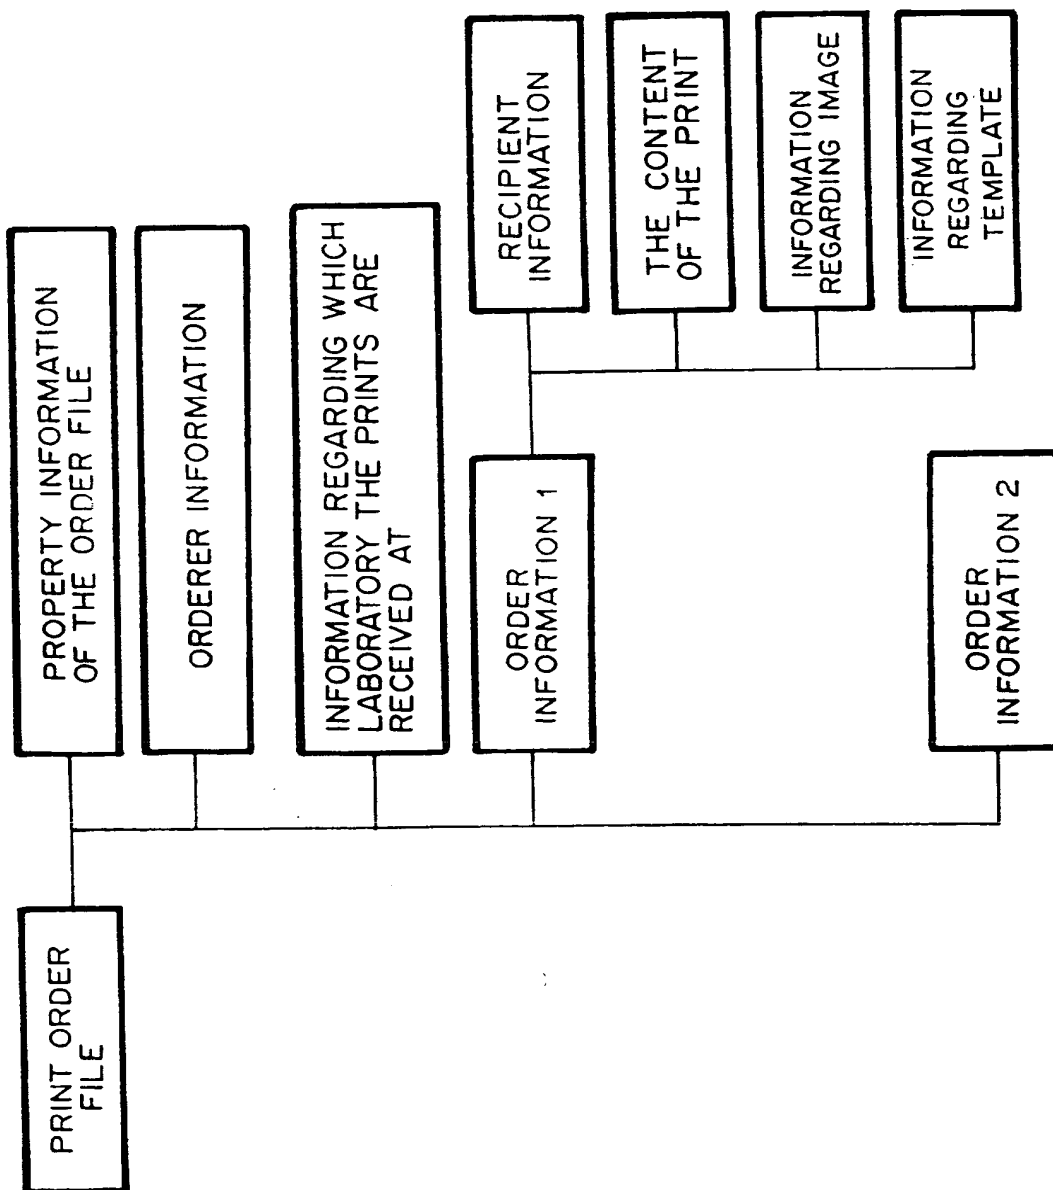 PRINT ORDER
FILE
PROPERTY INFORMATION
OF THE ORDER FILE
ORDERER INFORMATION
INFORMATION REGARDING WHICH
LABORATORY THE PRINTS ARE
RECEIVED AT
ORDER
INFORMATION 1
RECIPIENT
INFORMATION
THE CONTENT
OF THE PRINT
INFORMATION
REGARDING IMAGE
INFORMATION
REGARDING
TEMPLATE
ORDER
INFORMATION 2